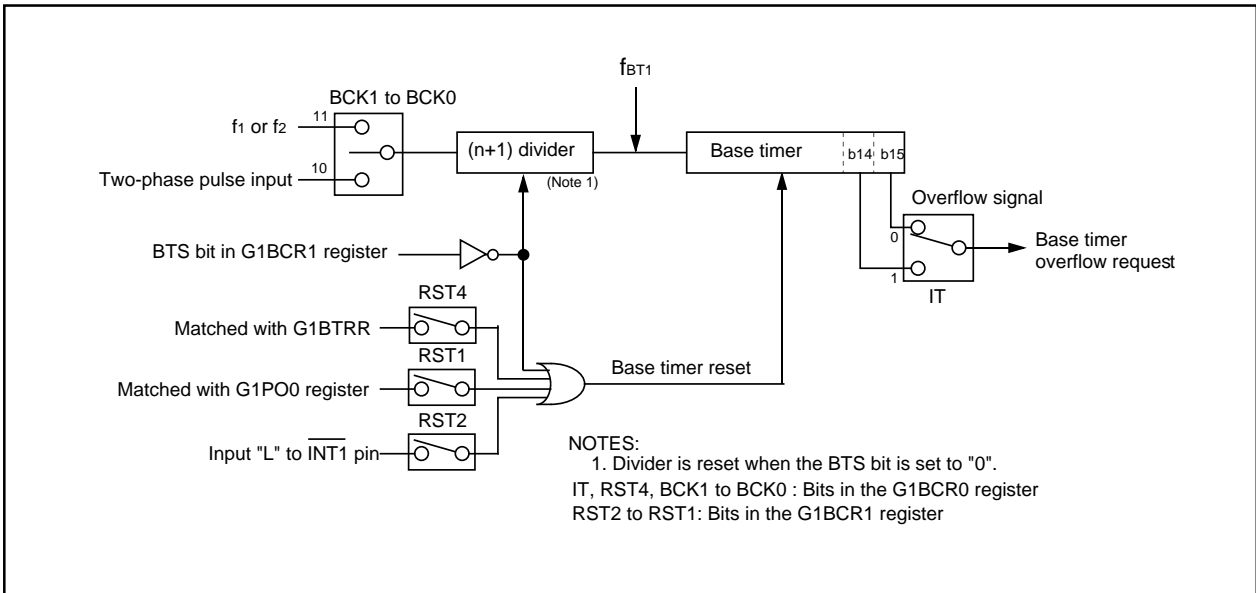 fBT1
BCK1 to BCK0
11
f1 or f2
(n+1) divider
Base timer
b14
b15
10
Two-phase pulse input
(Note 1)
Overflow signal
BTS bit in G1BCR1 register
0
Base timer
overflow request
1
IT
RST4
Matched with G1BTRR
RST1
Base timer reset
Matched with G1PO0 register
RST2
Input "L" to INT1 pin
NOTES:
1. Divider is reset when the BTS bit is set to "0".
IT, RST4, BCK1 to BCK0 : Bits in the G1BCR0 register
RST2 to RST1: Bits in the G1BCR1 register